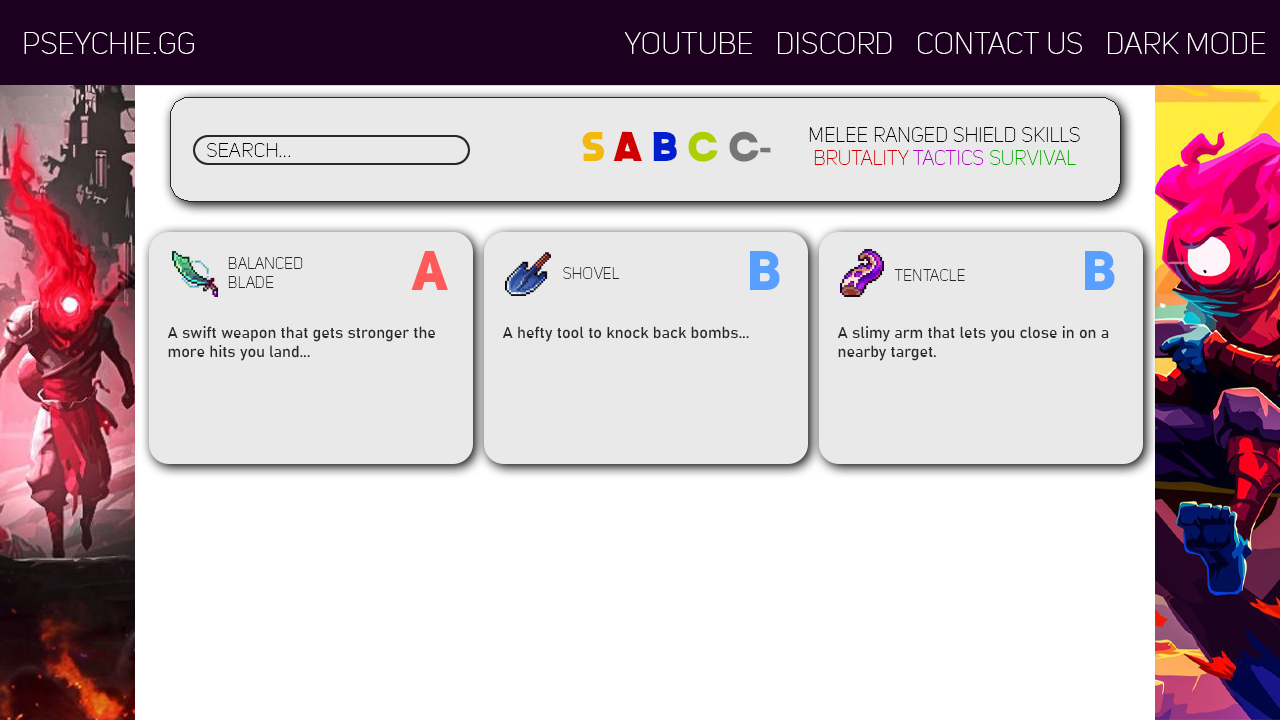 PSEYCHIE.GG YOUTUBE DISCORD CONTACT US DARK MODE
SEARCH... S A B C C- MELEE RANGED SHIELD SKILLS
BRUTALITY TACTICS SURVIVAL
BALANCED
BLADE
A
A swift weapon that gets stronger the
more hits you land...
SHOVEL
B
A hefty tool to knock back bombs...
TENTACLE
B
A slimy arm that lets you close in on a
nearby target.